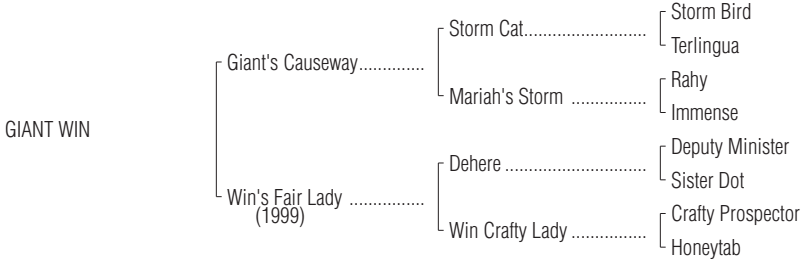 Storm Bird
Storm Cat..........................
Terlingua
Giant's Causeway..............
Rahy
Mariah's Storm ................
Immense
GIANT WIN
Deputy Minister
Dehere ..............................
Sister Dot
Win's Fair Lady ................
(1999)
Crafty Prospector
Win Crafty Lady ................
Honeytab